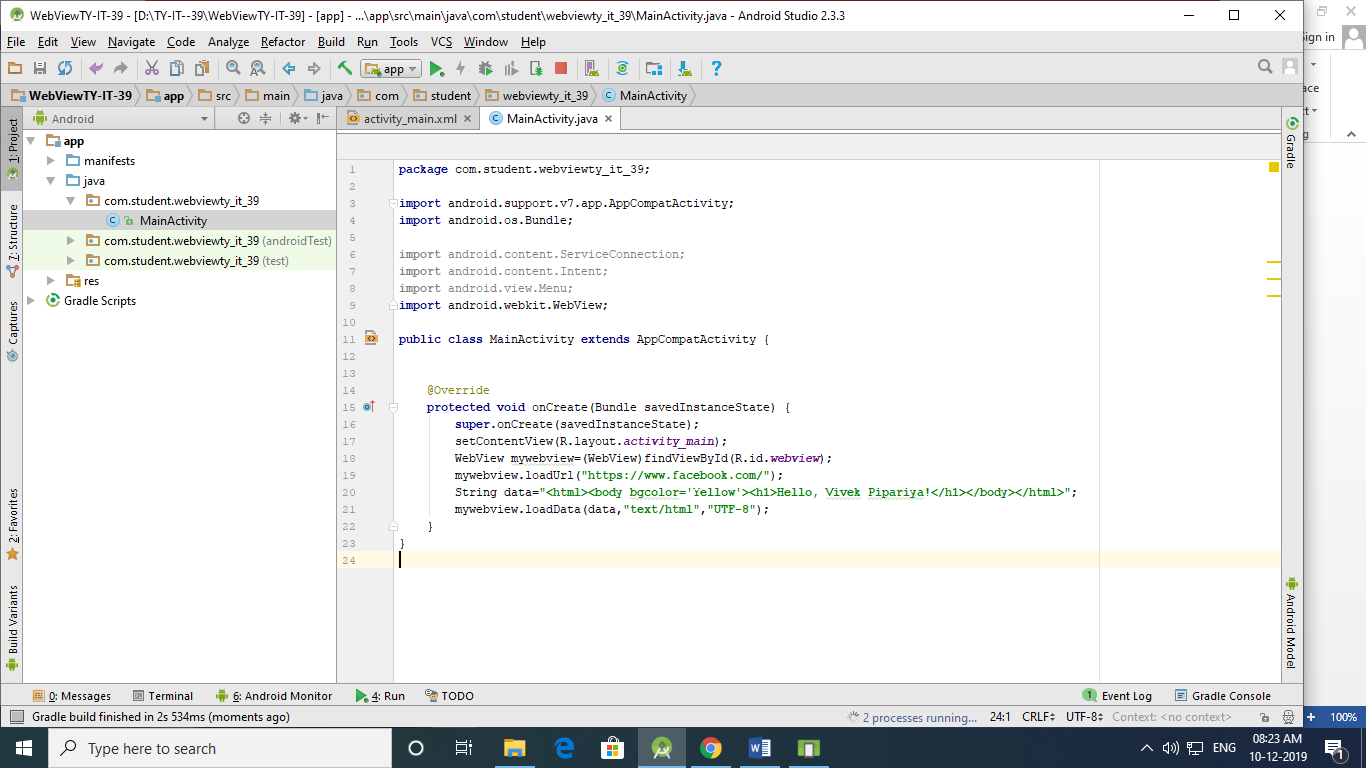 WebViewTY-IT-39 - [D:\TY-IT--39\WebViewTY-IT-39] - [app] - ...\app\src\main\java\com\student\webviewty_it_39\MainActivity.java - Android Studio 2.3.3
File Edit View Navigate Code Analyze Refactor Build Run Tools VCS Window Help
ign in
app
WebViewTY-IT-39 app src main java com student webviewty_it_39 MainActivity
ace
Android
activity_main.xml MainActivity.java
1: Project
7: Structure
Captures
2: Favorites
Build Variants
app
manifests
java
com.student.webviewty_it_39
MainActivity
com.student.webviewty_it_39 (androidTest)
com.student.webviewty_it_39 (test)
res
Gradle Scripts
1 package com.student.webviewty_it_39;
2
3 import android.support.v7.app.AppCompatActivity;
4 import android.os.Bundle;
5
6 import android.content.ServiceConnection;
7 import android.content.Intent;
8 import android.view.Menu;
9 import android.webkit.WebView;
10
11 public class MainActivity extends AppCompatActivity {
12
13
14 @Override
15 protected void onCreate(Bundle savedInstanceState) {
16 super.onCreate(savedInstanceState);
17 setContentView(R.layout.activity_main);
18 WebView mywebview=(WebView)findViewById(R.id.webview);
19 mywebview.loadUrl("https://www.facebook.com/");
20 String data="<html><body bgcolor='Yellow'><h1>Hello, Vivek Pipariya!</h1></body></html>";
21 mywebview.loadData(data,"text/html","UTF-8");
22 }
23 }
24
Gradle
Android Model
0: Messages Terminal 6: Android Monitor 4: Run TODO 1 Event Log Gradle Console
Gradle build finished in 2s 534ms (moments ago) 2 processes running... 24:1 CRLF UTF-8 Context: <no context>
+ 100%
Type here to search
ENG
08:23 AM
10-12-2019
1